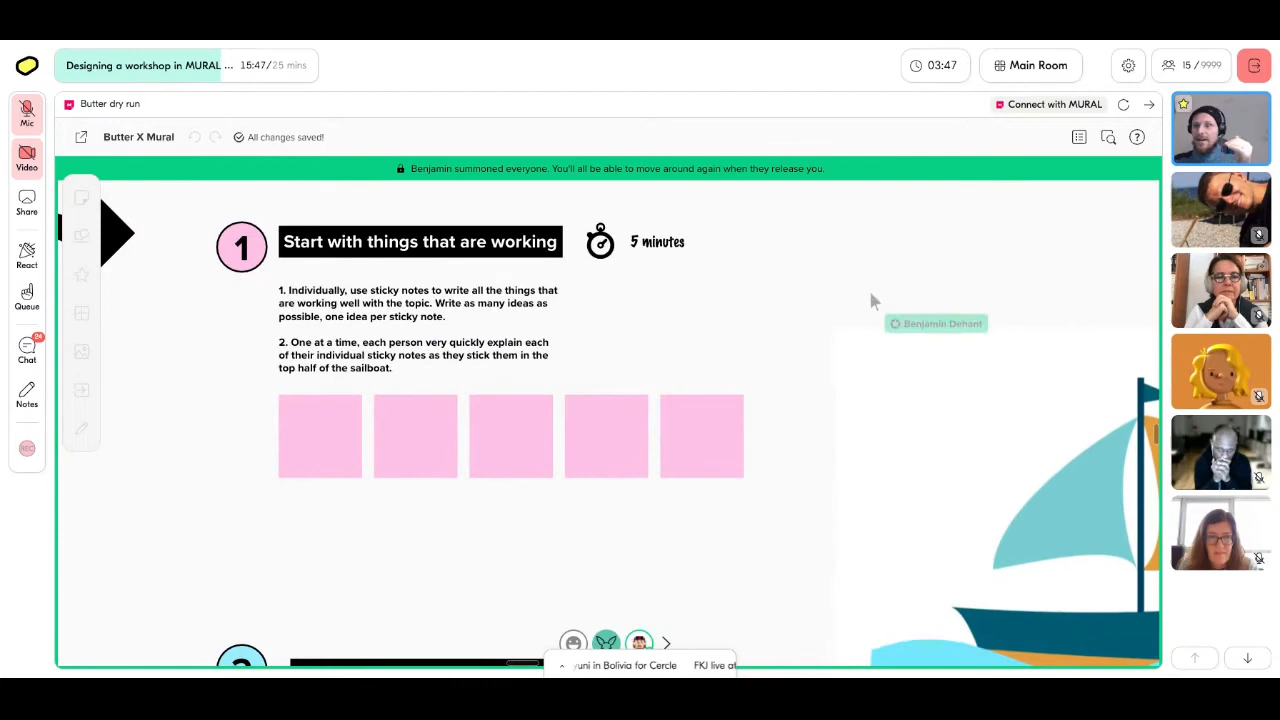 Designing a workshop in MURAL ... 15:47/25 mins
03:47
Main Room
15 / 9999
Mic
Video
Share
React
Queue
24
Chat
Notes
REC
Butter dry run
Connect with MURAL
Butter X Mural
All changes saved!
Benjamin summoned everyone. You'll all be able to move around again when they release you.
1
Start with things that are working
5 minutes
1. Individually, use sticky notes to write all the things that
are working well with the topic. Write as many ideas as
possible, one idea per sticky note.
2. One at a time, each person very quickly explain each
of their individual sticky notes as they stick them in the
top half of the sailboat.
Benjamin Dehant
yuni in Bolivia for Cercle FKJ live at